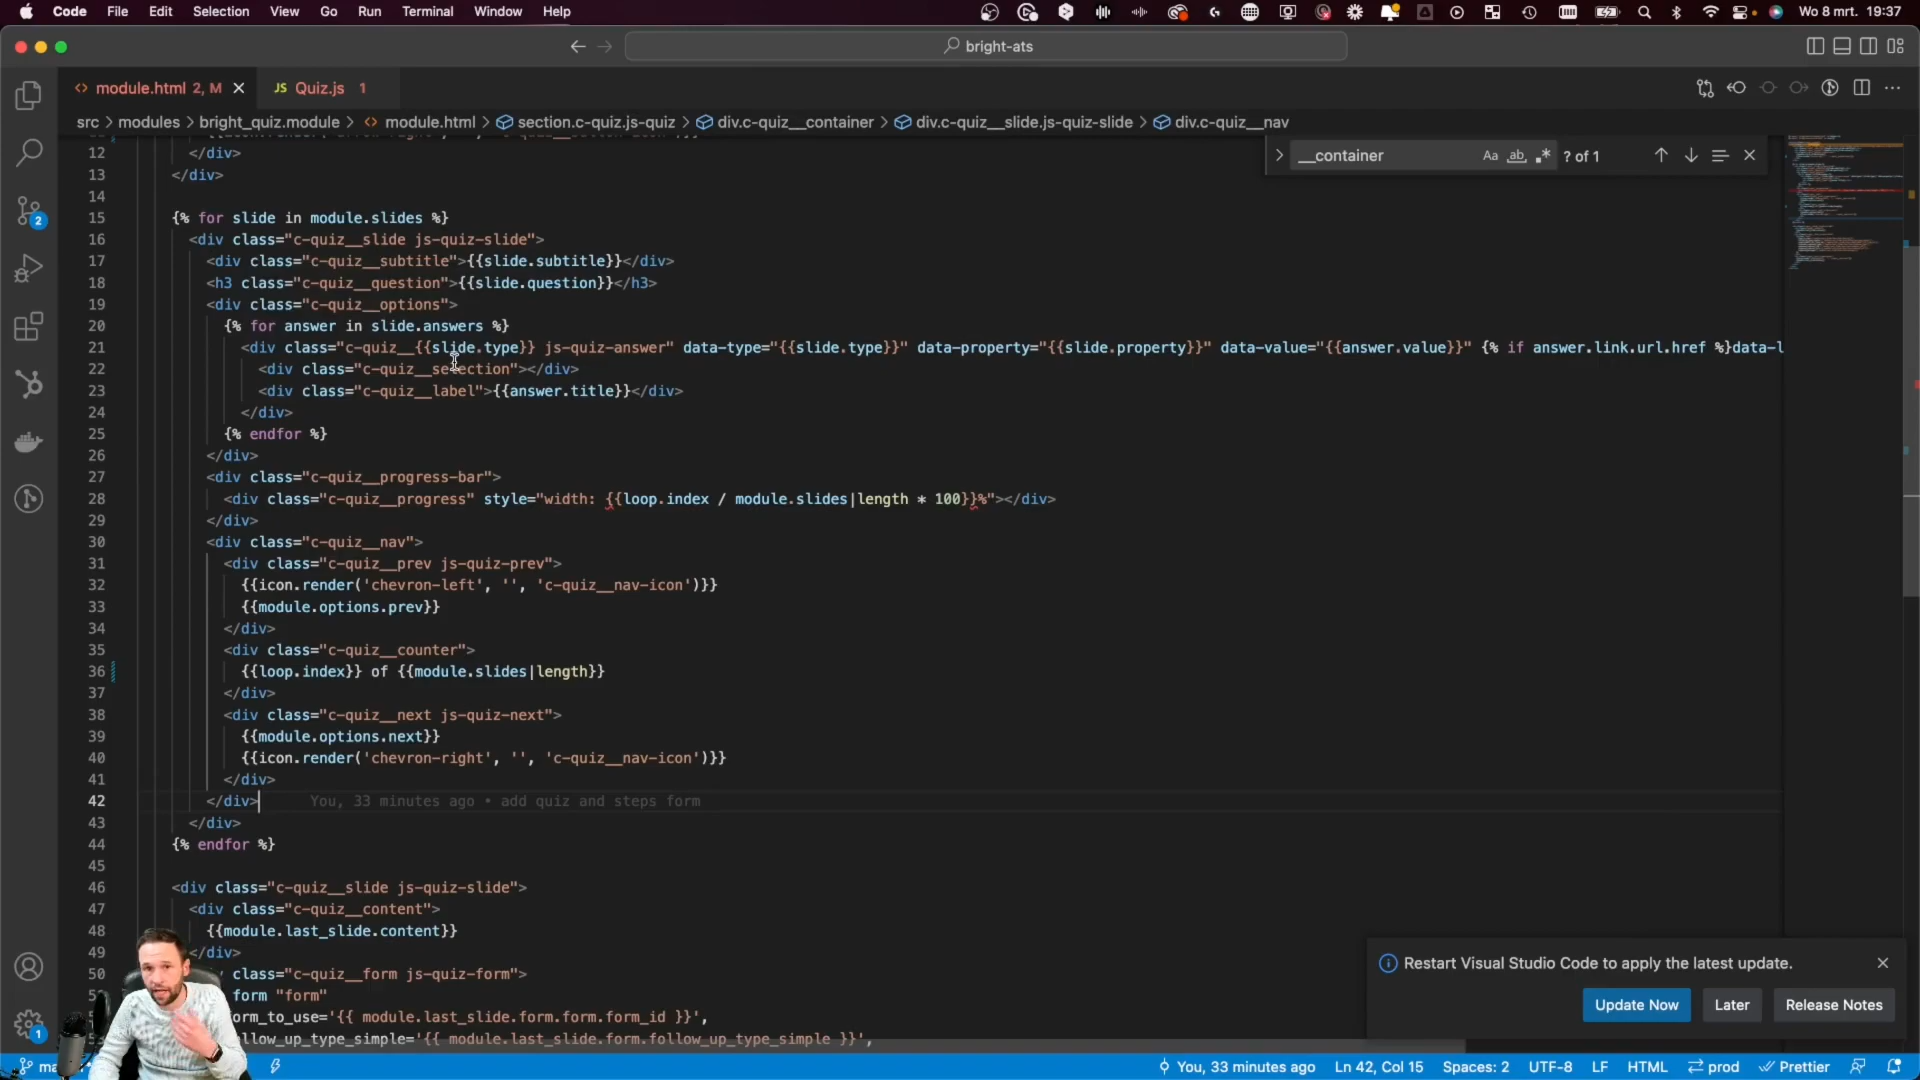 Code File Edit Selection View Go Run Terminal Window Help Wo 8 mrt. 19:37
bright-ats
module.html 2, M Quiz.js 1
src > modules > bright_quiz.module > module.html > section.c-quiz.js-quiz > div.c-quiz__container > div.c-quiz__slide.js-quiz-slide > div.c-quiz__nav
__container Aa ab ? of 1
12 </div>
13 </div>
14
15 {% for slide in module.slides %}
16 <div class="c-quiz__slide js-quiz-slide">
17 <div class="c-quiz__subtitle">{{slide.subtitle}}</div>
18 <h3 class="c-quiz__question">{{slide.question}}</h3>
19 <div class="c-quiz__options">
20 {% for answer in slide.answers %}
21 <div class="c-quiz__{{slide.type}} js-quiz-answer" data-type="{{slide.type}}" data-property="{{slide.property}}" data-value="{{answer.value}}" {% if answer.link.url.href %}data-l
22 <div class="c-quiz__selection"></div>
23 <div class="c-quiz__label">{{answer.title}}</div>
24 </div>
25 {% endfor %}
26 </div>
27 <div class="c-quiz__progress-bar">
28 <div class="c-quiz__progress" style="width: {{loop.index / module.slides|length * 100}}%"></div>
29 </div>
30 <div class="c-quiz__nav">
31 <div class="c-quiz__prev js-quiz-prev">
32 {{icon.render('chevron-left', '', 'c-quiz__nav-icon')}}
33 {{module.options.prev}}
34 </div>
35 <div class="c-quiz__counter">
36 {{loop.index}} of {{module.slides|length}}
37 </div>
38 <div class="c-quiz__next js-quiz-next">
39 {{module.options.next}}
40 {{icon.render('chevron-right', '', 'c-quiz__nav-icon')}}
41 </div>
42 </div> You, 33 minutes ago • add quiz and steps form
43 </div>
44 {% endfor %}
45
46 <div class="c-quiz__slide js-quiz-slide">
47 <div class="c-quiz__content">
48 {{module.last_slide.content}}
49 </div>
50 class="c-quiz__form js-quiz-form">
form "form"
orm_to_use='{{ module.last_slide.form.form.form_id }}',
ollow_up_type_simple='{{ module.last_slide.form.follow_up_type_simple }}',
2
1
Restart Visual Studio Code to apply the latest update.
Update Now Later Release Notes
You, 33 minutes ago Ln 42, Col 15 Spaces: 2 UTF-8 LF HTML prod Prettier